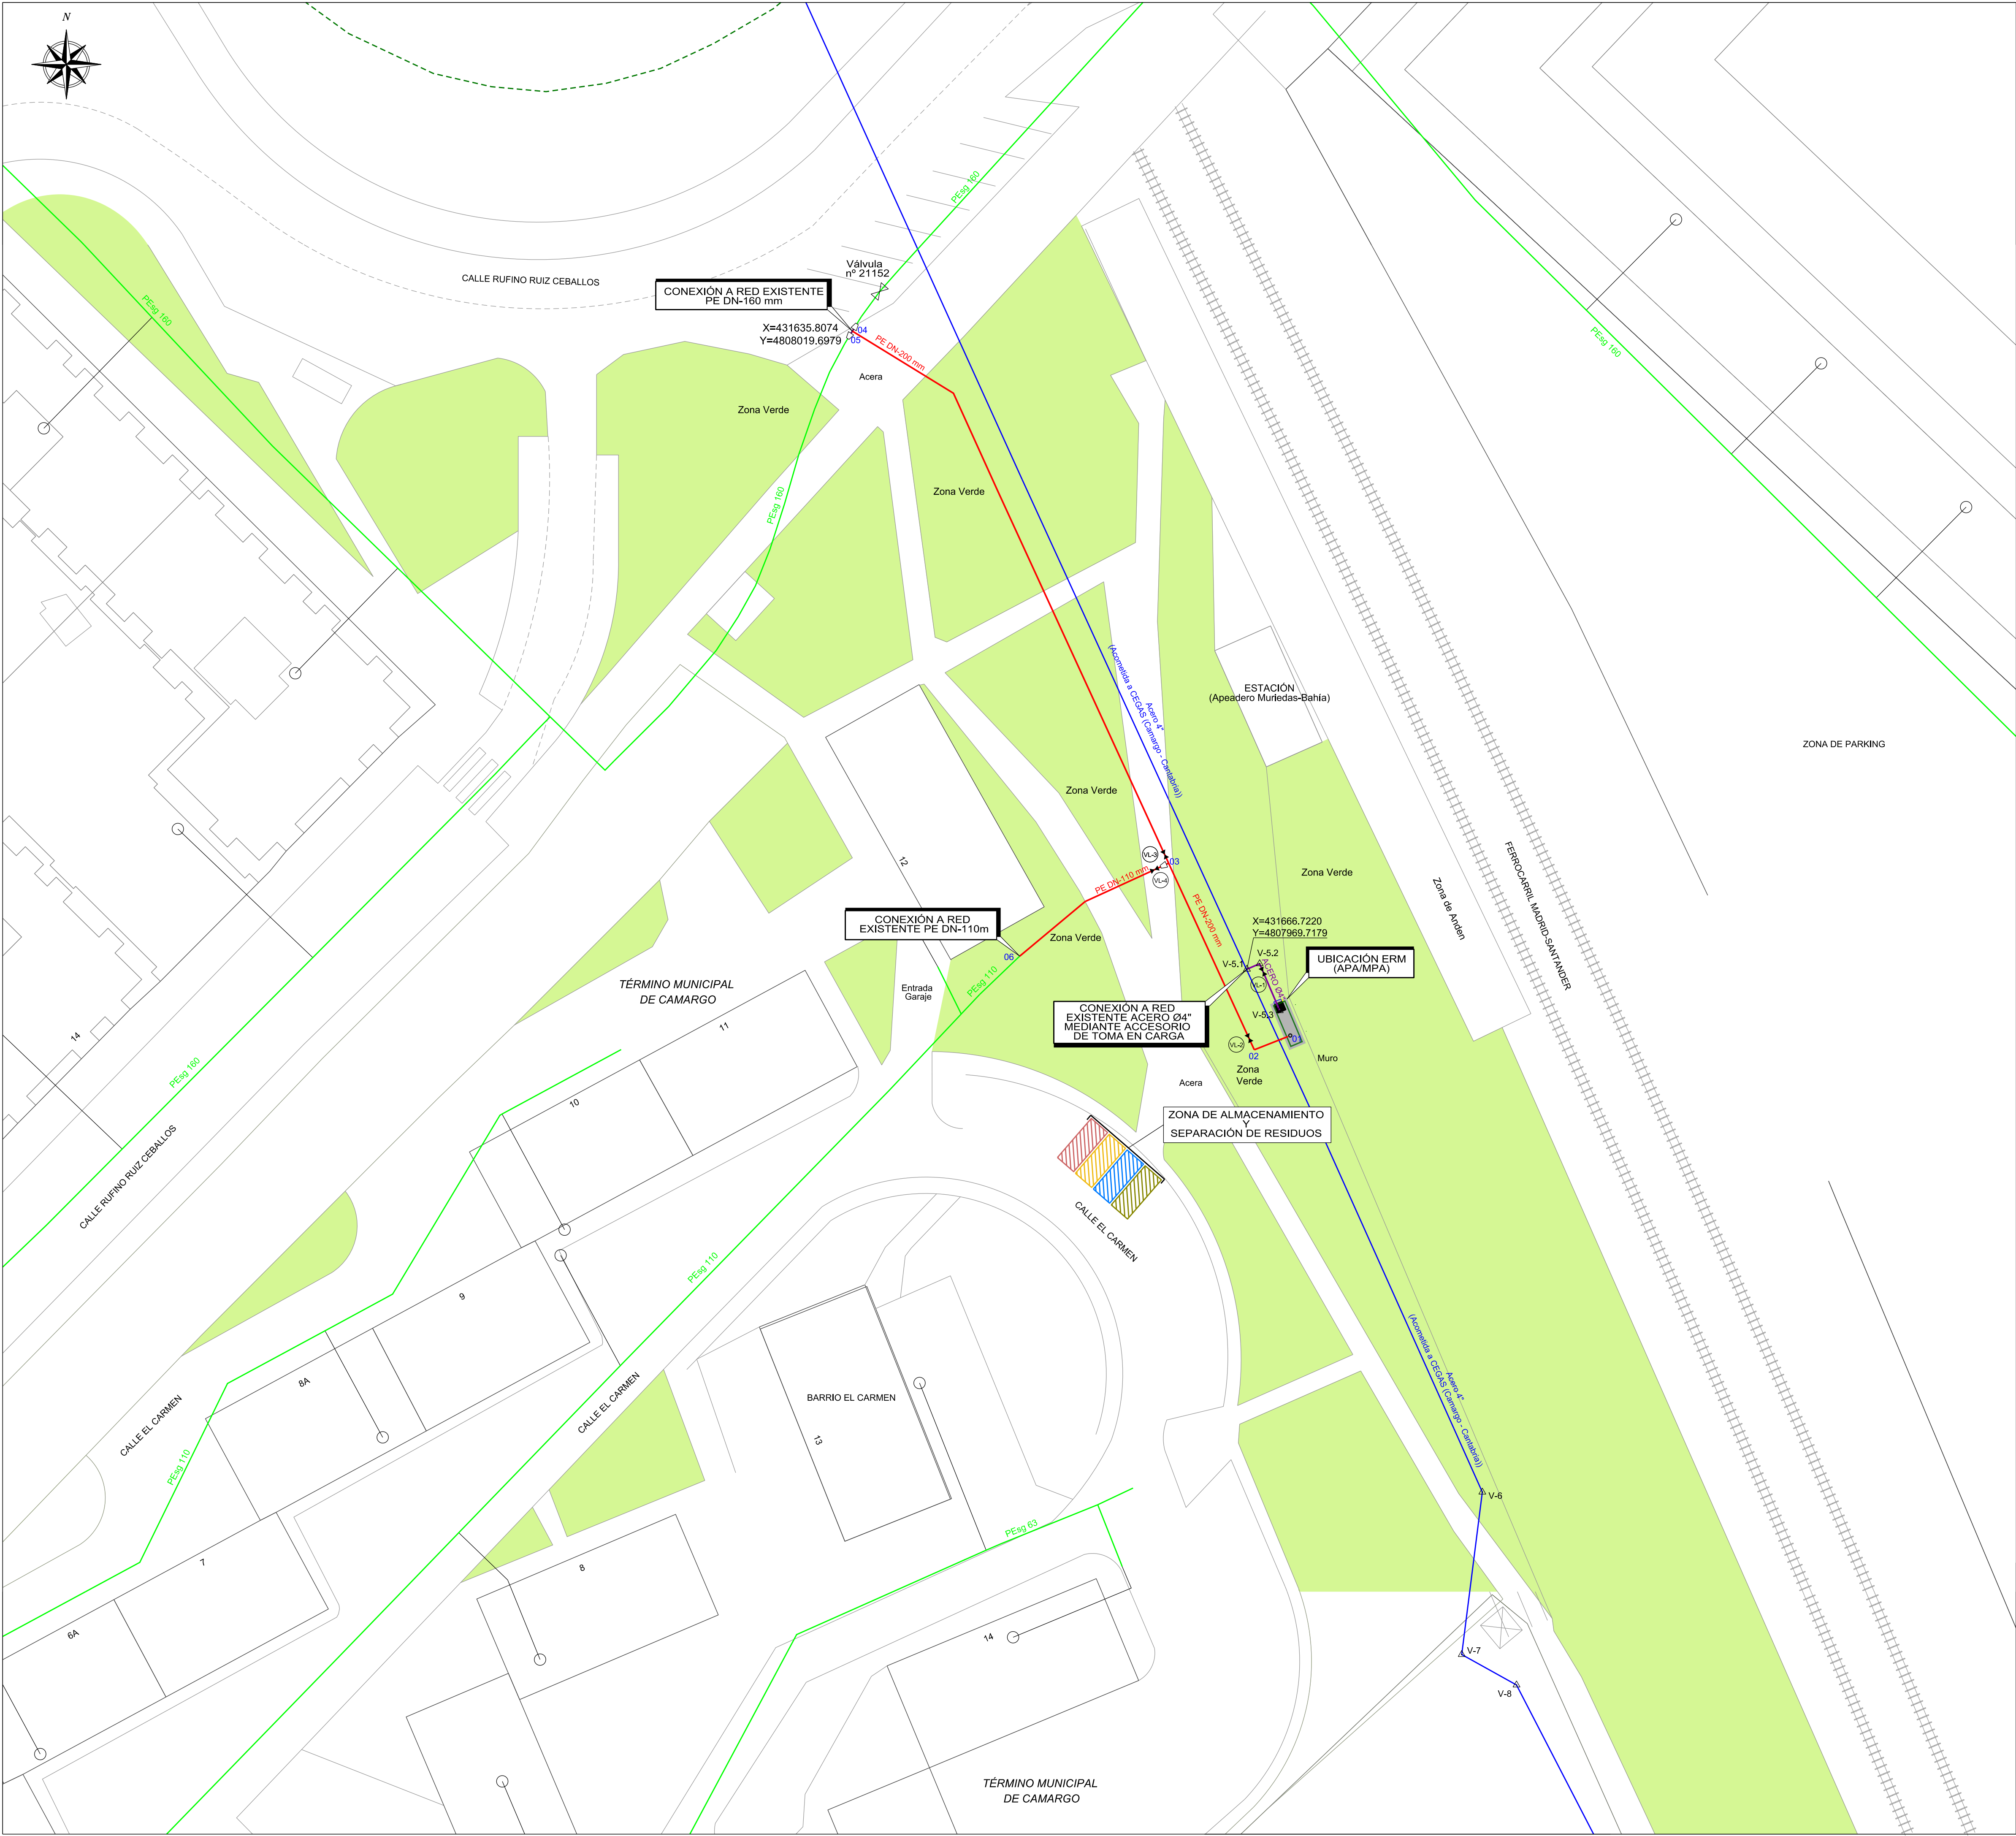 N
PEsg 160
CALLE RUFINO RUIZ CEBALLOS
Válvula
nº 21152
CONEXIÓN A RED EXISTENTE
PE DN-160 mm
X=431635.8074
Y=4808019.6979
04
05
PE DN-200 mm
PEsg 160
PEsg 160
Acera
Zona Verde
Zona Verde
PEsg 160
Acero 4"
(Acometida a CEGAS (Camargo - Cantabria))
ESTACIÓN
(Apeadero Muriedas-Bahía)
ZONA DE PARKING
Zona Verde
12
VL-3
03
VL-4
PE DN-110 mm
Zona Verde
Zona de Anden
FERROCARRIL MADRID-SANTANDER
CONEXIÓN A RED
EXISTENTE PE DN-110m
06
Zona Verde
PE DN-200 mm
X=431666.7220
Y=4807969.7179
V-5.1
V-5.2
ACERO Ø4"
VL-1
UBICACIÓN ERM
(APA/MPA)
TÉRMINO MUNICIPAL
DE CAMARGO
Entrada
Garaje
PEsg 110
CONEXIÓN A RED
EXISTENTE ACERO Ø4"
MEDIANTE ACCESORIO
DE TOMA EN CARGA
V-5.3
01
VL-2
02
Muro
Zona
Verde
Acera
14
PEsg 160
11
10
ZONA DE ALMACENAMIENTO
Y
SEPARACIÓN DE RESIDUOS
CALLE RUFINO RUIZ CEBALLOS
CALLE EL CARMEN
PEsg 110
9
8A
BARRIO EL CARMEN
13
CALLE EL CARMEN
CALLE EL CARMEN
PEsg 110
Acero 4"
(Acometida a CEGAS (Camargo - Cantabria))
V-6
PEsg 63
7
8
6A
14
V-7
V-8
TÉRMINO MUNICIPAL
DE CAMARGO